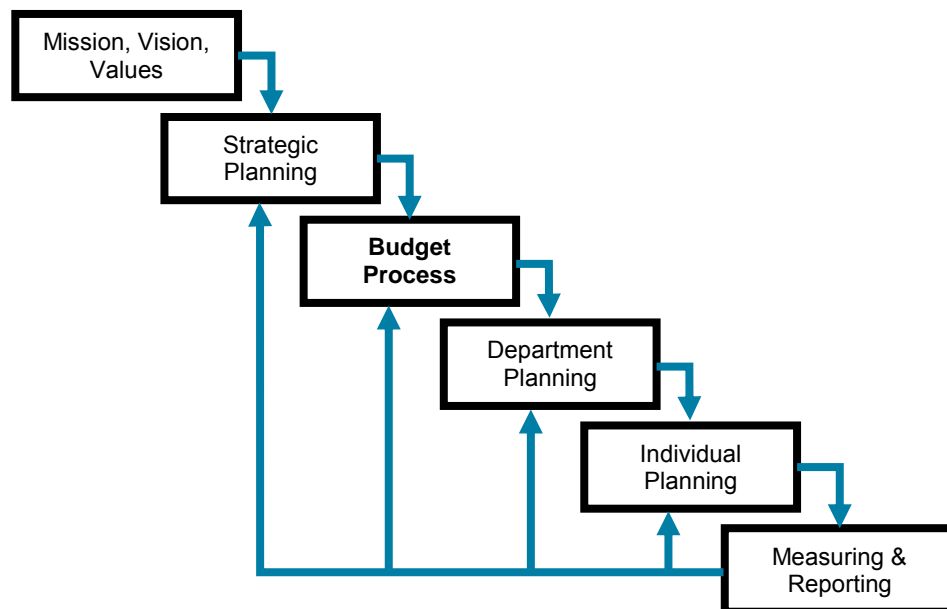 Mission, Vision,
Values
Strategic
Planning
Budget
Process
Department
Planning
Individual
Planning
Measuring &
Reporting